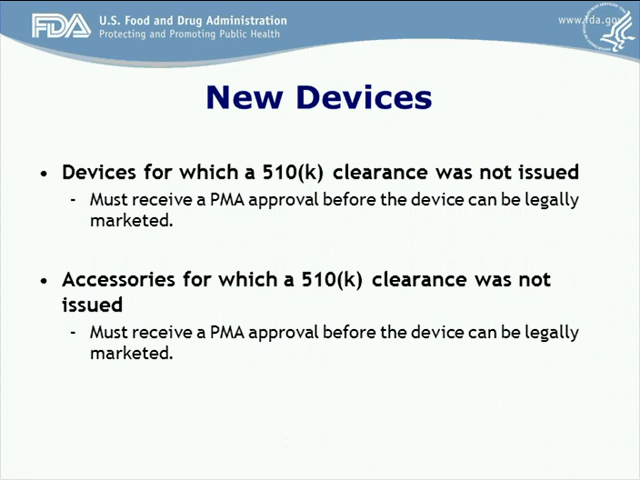 FDA U.S. Food and Drug Administration
Protecting and Promoting Public Health
www.fda.gov
New Devices
• Devices for which a 510(k) clearance was not issued
- Must receive a PMA approval before the device can be legally
marketed.
• Accessories for which a 510(k) clearance was not
issued
- Must receive a PMA approval before the device can be legally
marketed.